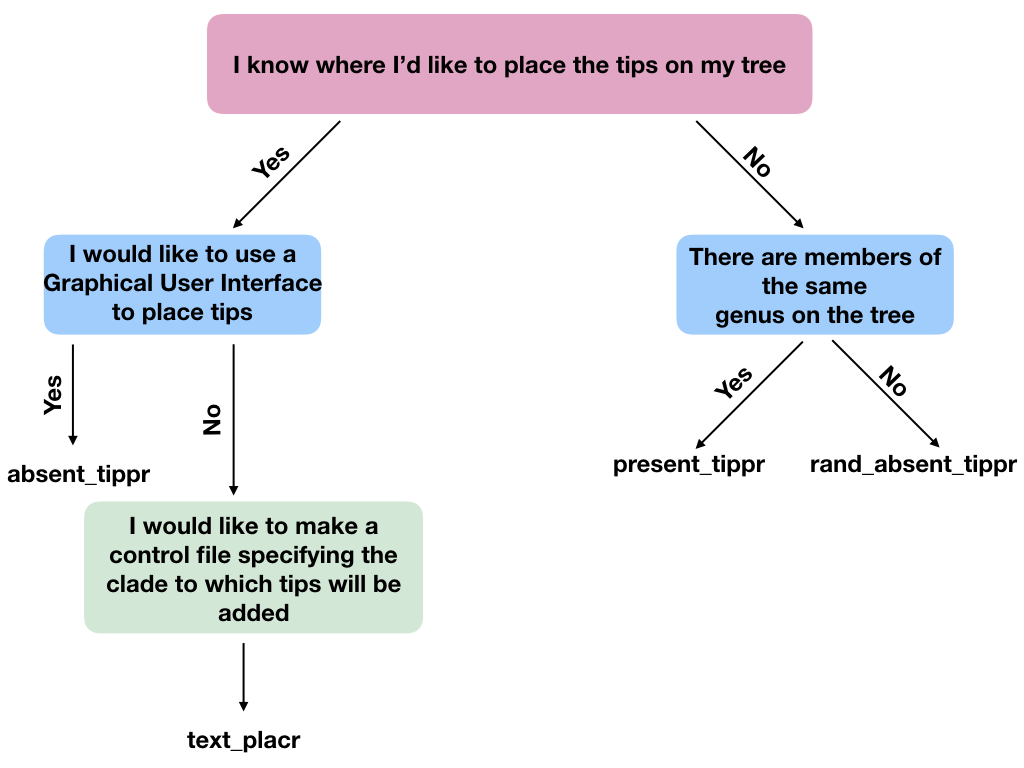 I know where I’d like to place the tips on my tree
Yes
No
I would like to use a
Graphical User Interface
to place tips
There are members of
the same
genus on the tree
Yes
No
Yes
No
absent_tippr
present_tippr
rand_absent_tippr
I would like to make a
control file specifying the
clade to which tips will be
added
text_placr